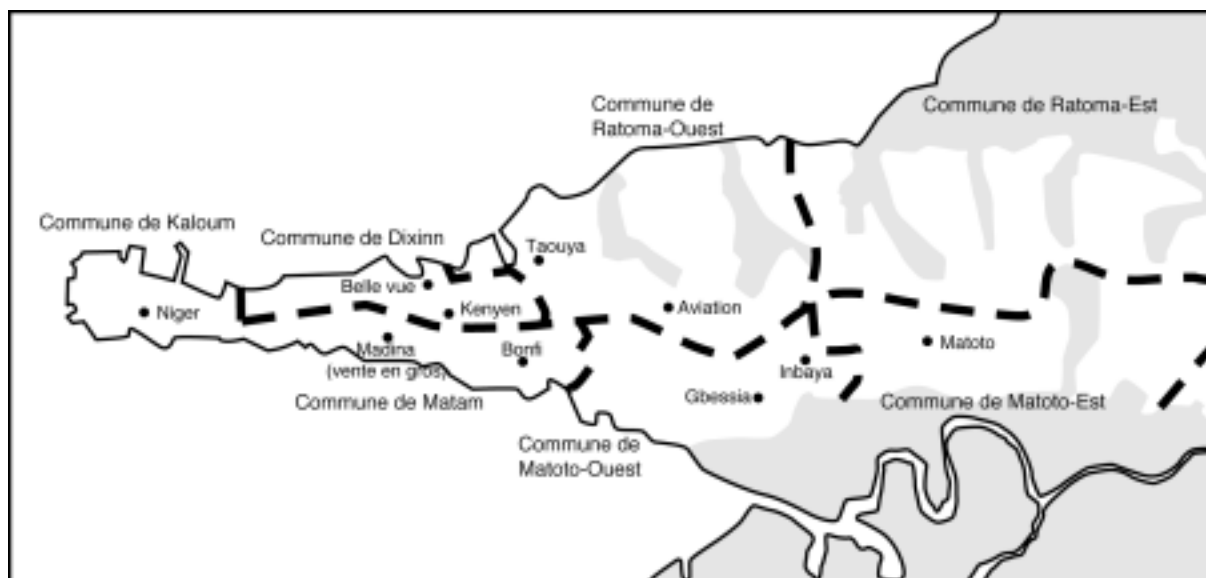 Commune de
Ratoma-Ouest
Commune de Ratoma-Est
Commune de Kaloum
Commune de Dixinn
Taouya
Belle vue
Niger
Kenyen
Aviation
Madina
(vente en gros)
Bonfi
Matoto
Inbaya
Gbessia
Commune de Matam
Commune de Matoto-Est
Commune de
Matoto-Ouest